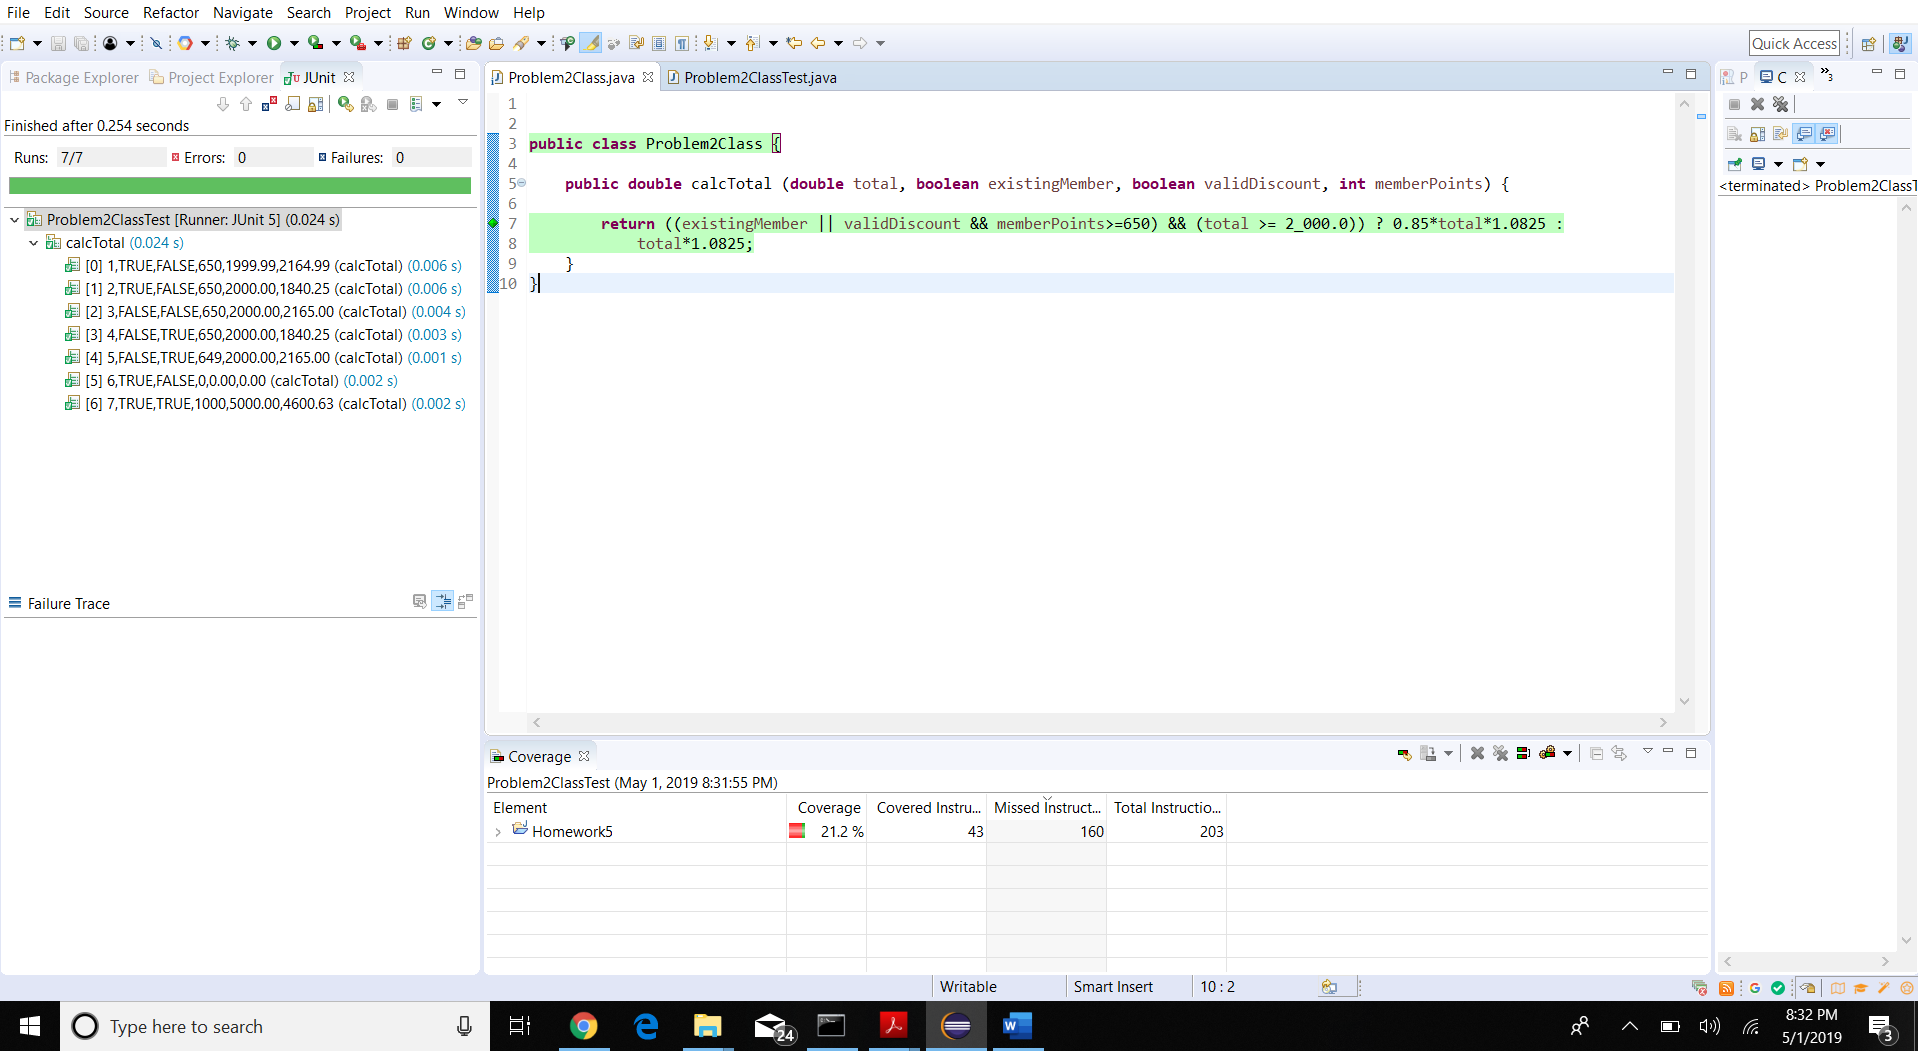 File Edit Source Refactor Navigate Search Project Run Window Help
Quick Access
Package Explorer Project Explorer JUnit
Finished after 0.254 seconds
Runs: 7/7 Errors: 0 Failures: 0
Problem2ClassTest [Runner: JUnit 5] (0.024 s)
calcTotal (0.024 s)
[0] 1,TRUE,FALSE,650,1999.99,2164.99 (calcTotal) (0.006 s)
[1] 2,TRUE,FALSE,650,2000.00,1840.25 (calcTotal) (0.006 s)
[2] 3,FALSE,FALSE,650,2000.00,2165.00 (calcTotal) (0.004 s)
[3] 4,FALSE,TRUE,650,2000.00,1840.25 (calcTotal) (0.003 s)
[4] 5,FALSE,TRUE,649,2000.00,2165.00 (calcTotal) (0.001 s)
[5] 6,TRUE,FALSE,0,0.00,0.00 (calcTotal) (0.002 s)
[6] 7,TRUE,TRUE,1000,5000.00,4600.63 (calcTotal) (0.002 s)
Failure Trace
Problem2Class.java Problem2ClassTest.java
1
2
3 public class Problem2Class {
4
5 public double calcTotal (double total, boolean existingMember, boolean validDiscount, int memberPoints) {
6
7 return ((existingMember || validDiscount && memberPoints>=650) && (total >= 2_000.0)) ? 0.85*total*1.0825 :
8 total*1.0825;
9 }
10 }
P C »3
<terminated> Problem2ClassT
Coverage
Problem2ClassTest (May 1, 2019 8:31:55 PM)
Element Coverage Covered Instru... Missed Instruct... Total Instructio...
Homework5 21.2 % 43 160 203
Writable Smart Insert 10 : 2
Type here to search
24
8:32 PM
5/1/2019
3